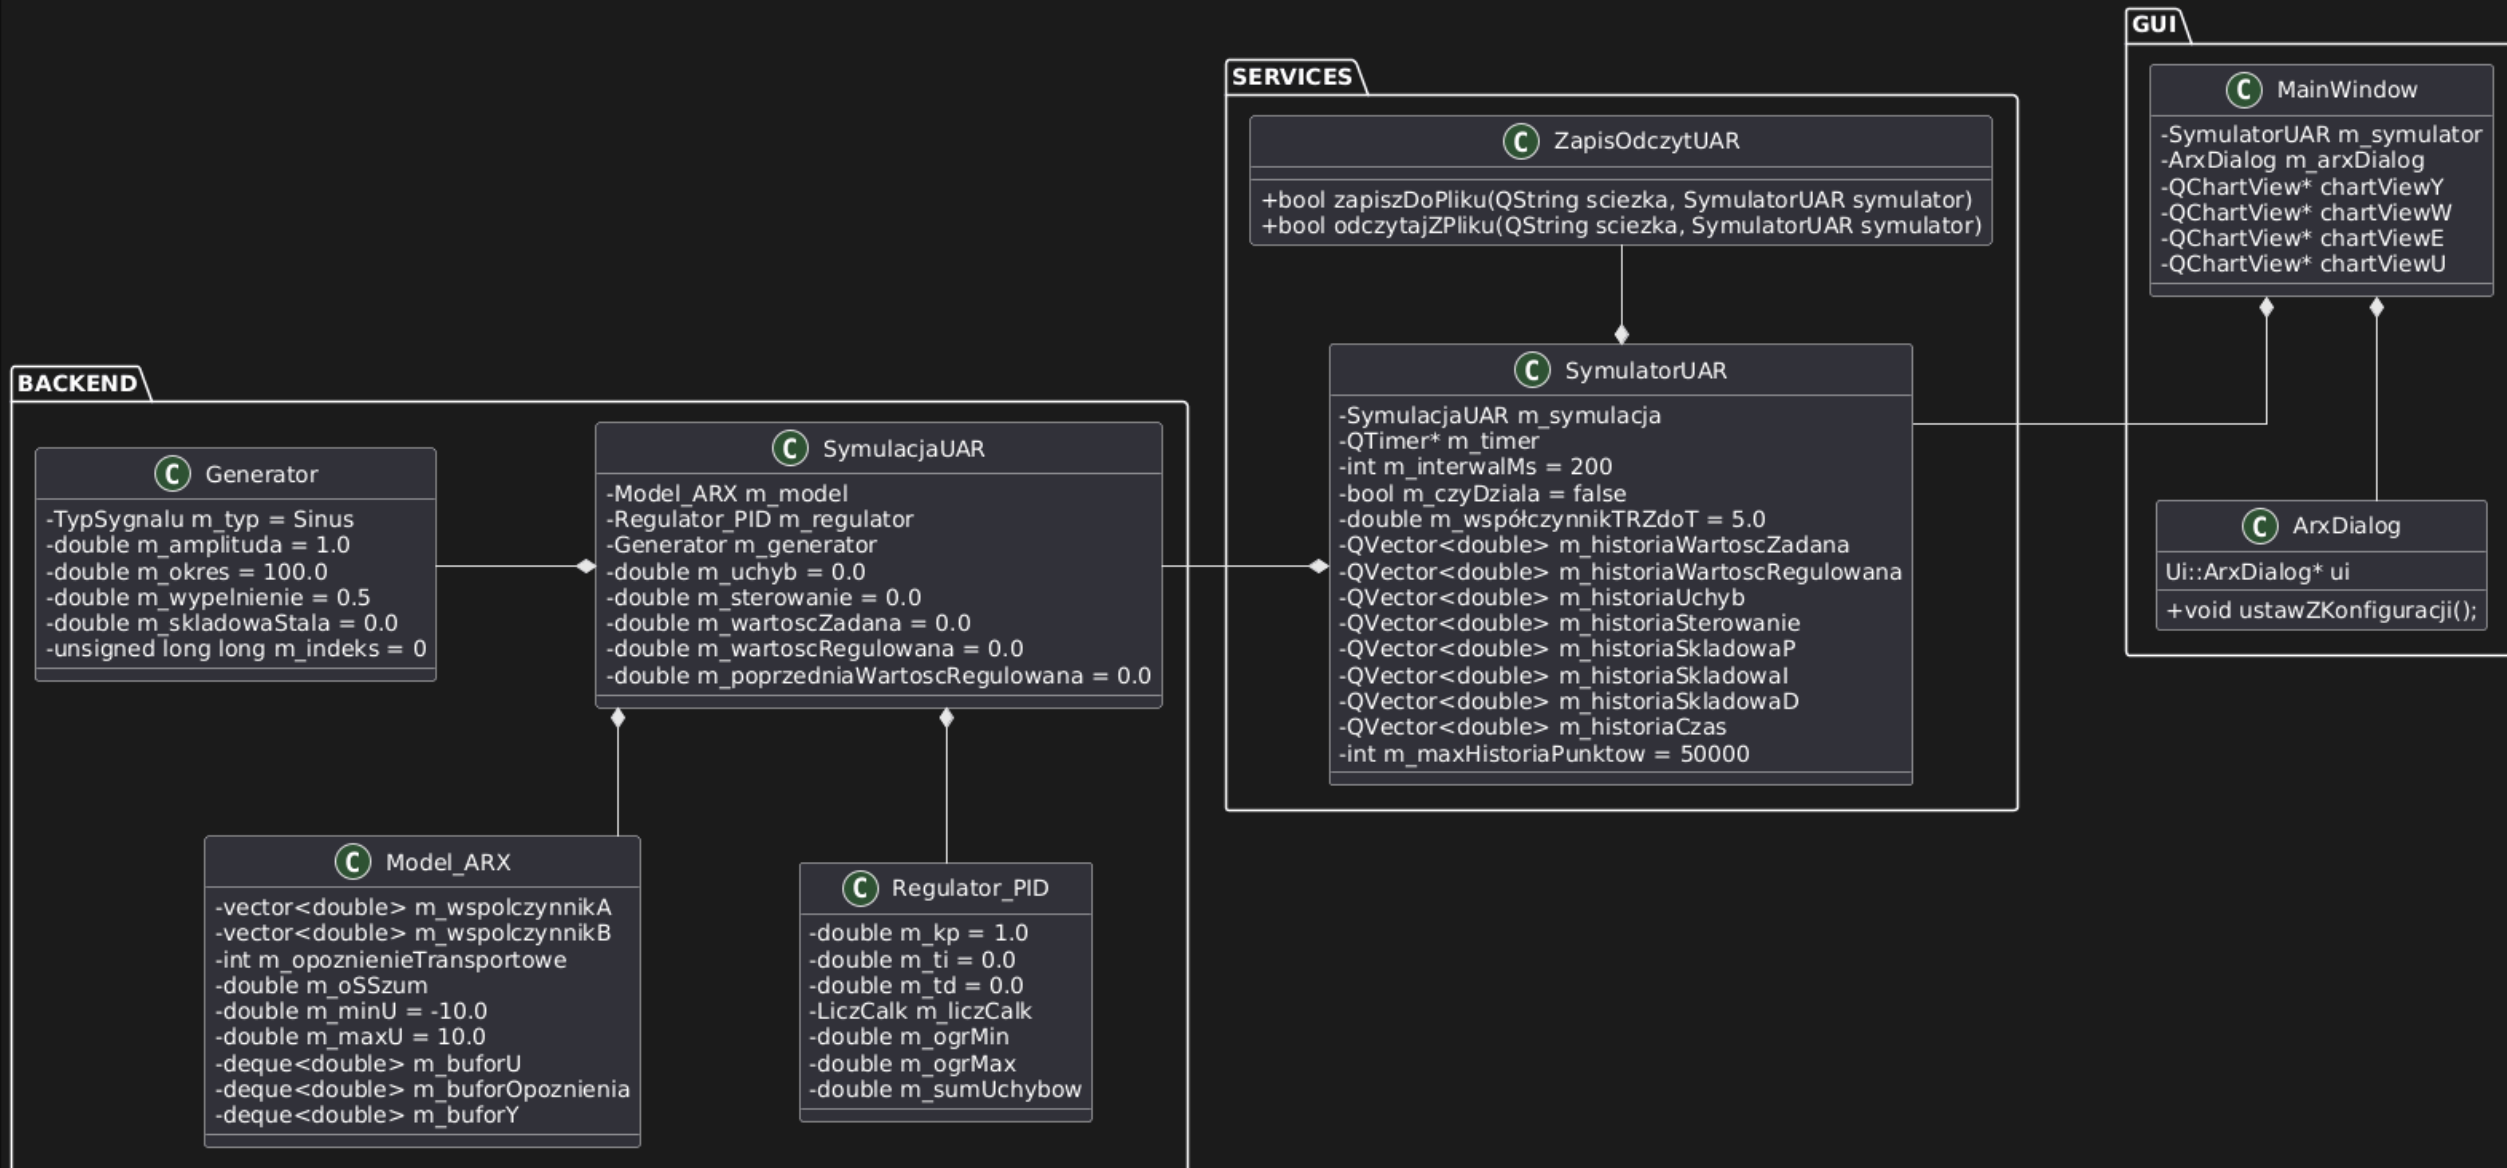 BACKEND
C Generator
-TypSygnalu m_typ = Sinus
-double m_amplituda = 1.0
-double m_okres = 100.0
-double m_wypelnienie = 0.5
-double m_skladowaStala = 0.0
-unsigned long long m_indeks = 0
C SymulacjaUAR
-Model_ARX m_model
-Regulator_PID m_regulator
-Generator m_generator
-double m_uchyb = 0.0
-double m_sterowanie = 0.0
-double m_wartoscZadana = 0.0
-double m_wartoscRegulowana = 0.0
-double m_poprzedniaWartoscRegulowana = 0.0
C Model_ARX
-vector<double> m_wspolczynnikA
-vector<double> m_wspolczynnikB
-int m_opoznienieTransportowe
-double m_oSSzum
-double m_minU = -10.0
-double m_maxU = 10.0
-deque<double> m_buforU
-deque<double> m_buforOpoznienia
-deque<double> m_buforY
C Regulator_PID
-double m_kp = 1.0
-double m_ti = 0.0
-double m_td = 0.0
-LiczCalk m_liczCalk
-double m_ogrMin
-double m_ogrMax
-double m_sumUchybow
SERVICES
C ZapisOdczytUAR
+bool zapiszDoPliku(QString sciezka, SymulatorUAR symulator)
+bool odczytajZPliku(QString sciezka, SymulatorUAR symulator)
C SymulatorUAR
-SymulacjaUAR m_symulacja
-QTimer* m_timer
-int m_interwalMs = 200
-bool m_czyDziala = false
-double m_współczynnikTRZdoT = 5.0
-QVector<double> m_historiaWartoscZadana
-QVector<double> m_historiaWartoscRegulowana
-QVector<double> m_historiaUchyb
-QVector<double> m_historiaSterowanie
-QVector<double> m_historiaSkladowaP
-QVector<double> m_historiaSkladowaI
-QVector<double> m_historiaSkladowaD
-QVector<double> m_historiaCzas
-int m_maxHistoriaPunktow = 50000
GUI
C MainWindow
-SymulatorUAR m_symulator
-ArxDialog m_arxDialog
-QChartView* chartViewY
-QChartView* chartViewW
-QChartView* chartViewE
-QChartView* chartViewU
C ArxDialog
Ui::ArxDialog* ui
+void ustawZKonfiguracji();